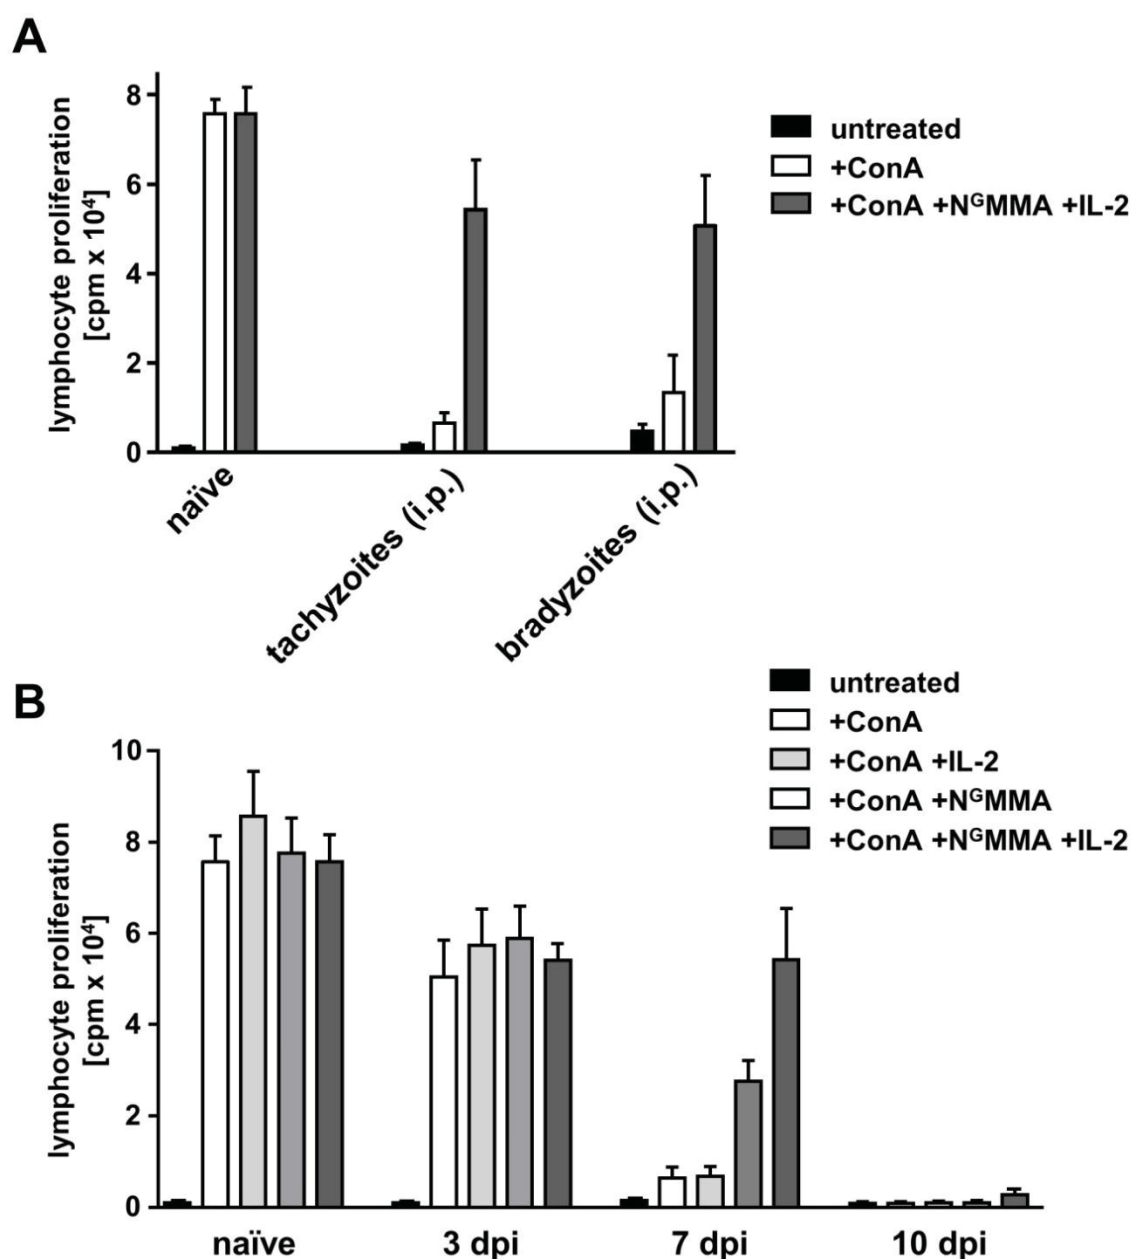 A
lymphocyte proliferation
[cpm x 10⁴]
8
6
4
2
0
naïve
tachyzoites (i.p.)
bradyzoites (i.p.)
untreated
+ConA
+ConA +NᴳMMA +IL-2
B
lymphocyte proliferation
[cpm x 10⁴]
10
8
6
4
2
0
naïve
3 dpi
7 dpi
10 dpi
untreated
+ConA
+ConA +IL-2
+ConA +NᴳMMA
+ConA +NᴳMMA +IL-2